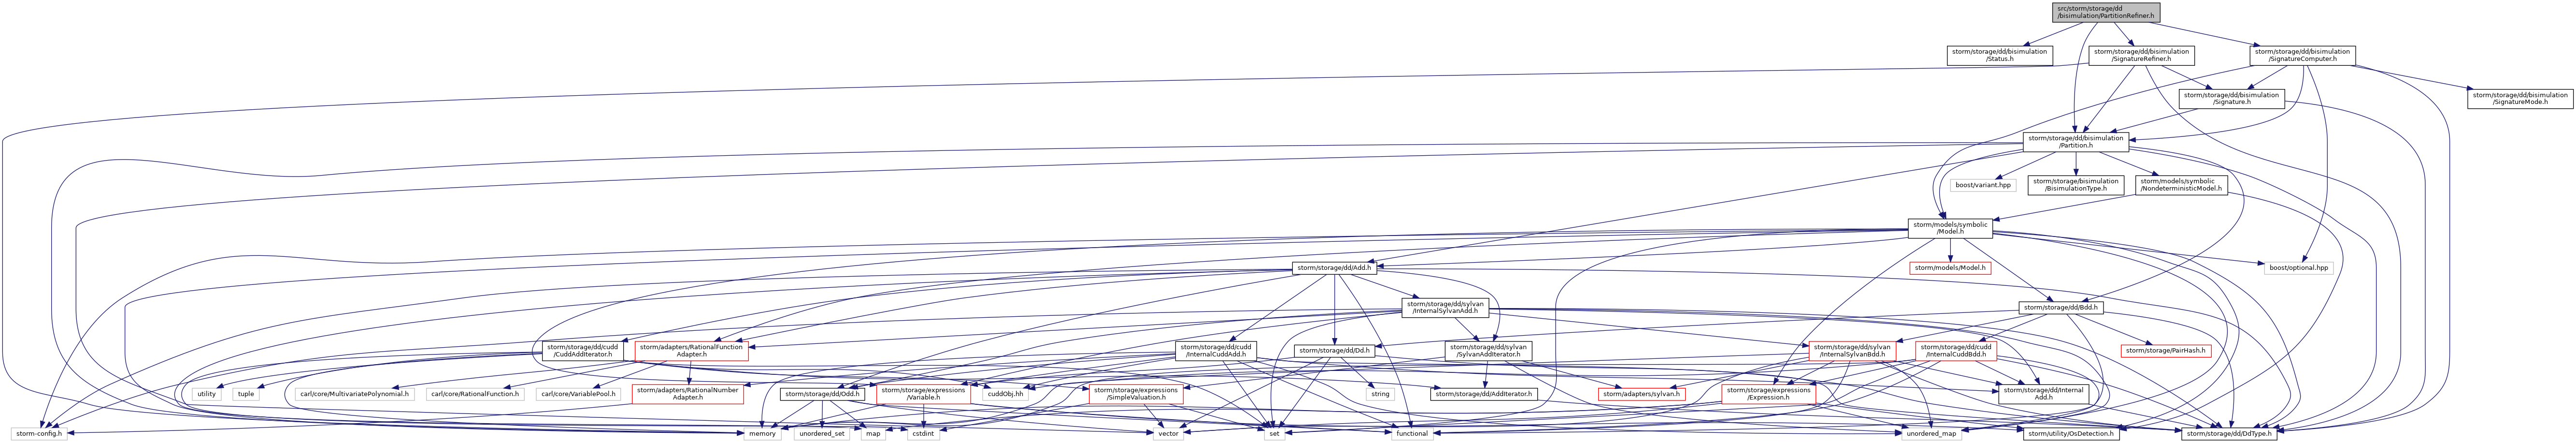 src/storm/storage/dd
/bisimulation/PartitionRefiner.h
storm/storage/dd/bisimulation
/Status.h
storm/storage/dd/bisimulation
/SignatureRefiner.h
storm/storage/dd/bisimulation
/SignatureComputer.h
storm/storage/dd/bisimulation
/Signature.h
storm/storage/dd/bisimulation
/SignatureMode.h
storm/storage/dd/bisimulation
/Partition.h
boost/variant.hpp
storm/storage/bisimulation
/BisimulationType.h
storm/models/symbolic
/NondeterministicModel.h
storm/models/symbolic
/Model.h
storm/storage/dd/Add.h
storm/models/Model.h
boost/optional.hpp
storm/storage/dd/sylvan
/InternalSylvanAdd.h
storm/storage/dd/Bdd.h
storm/storage/dd/cudd
/CuddAddIterator.h
storm/adapters/RationalFunction
Adapter.h
storm/storage/dd/cudd
/InternalCuddAdd.h
storm/storage/dd/Dd.h
storm/storage/dd/sylvan
/SylvanAddIterator.h
storm/storage/dd/sylvan
/InternalSylvanBdd.h
storm/storage/dd/cudd
/InternalCuddBdd.h
storm/storage/PairHash.h
utility
tuple
carl/core/MultivariatePolynomial.h
carl/core/RationalFunction.h
carl/core/VariablePool.h
storm/adapters/RationalNumber
Adapter.h
storm/storage/dd/Odd.h
storm/storage/expressions
/Variable.h
cuddObj.hh
storm/storage/expressions
/SimpleValuation.h
string
storm/storage/dd/AddIterator.h
storm/adapters/sylvan.h
storm/storage/expressions
/Expression.h
storm/storage/dd/Internal
Add.h
storm-config.h
memory
unordered_set
map
cstdint
vector
set
functional
unordered_map
storm/utility/OsDetection.h
storm/storage/dd/DdType.h